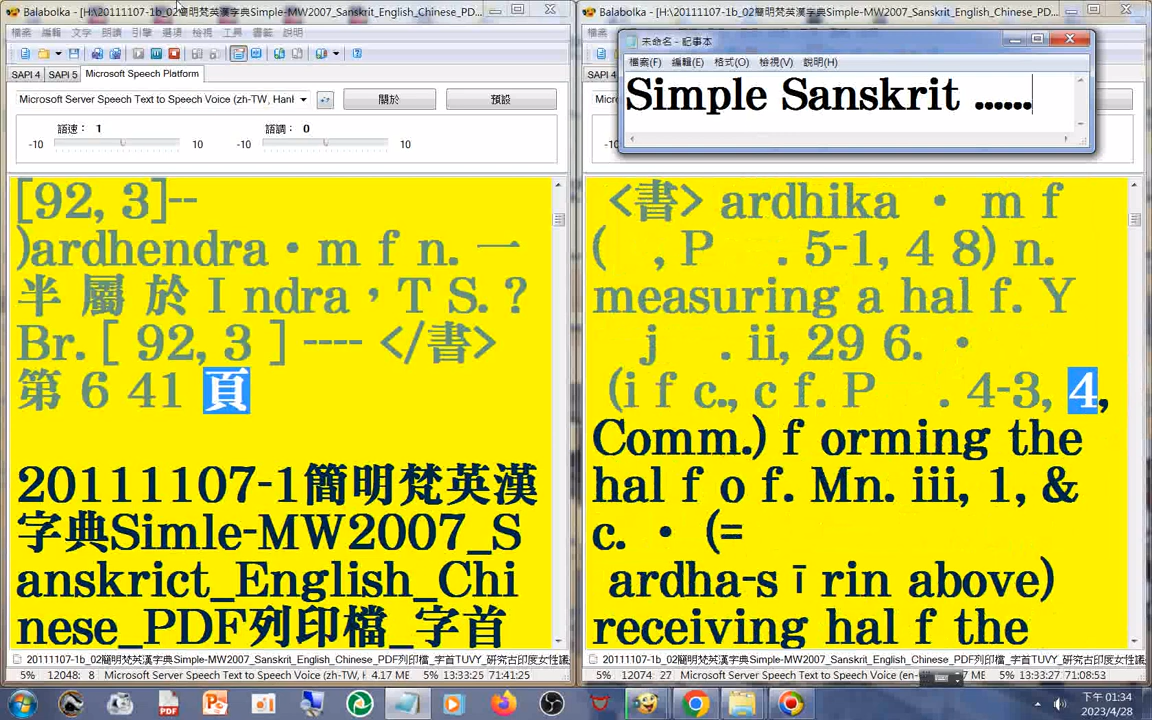 Balabolka - [H:\20111107-1b_02簡明梵英漢字典Simple-MW2007_Sanskrit_English_Chinese_PD...
檔案 編輯 文字 朗讀 引擎 選項 檢視 工具 書籤 說明
SAPI 4 SAPI 5 Microsoft Speech Platform
Microsoft Server Speech Text to Speech Voice (zh-TW, HanH
關於
預設
語速： 1
語調： 0
-10 10 -10 10
[92, 3]--
)ardhendra•m f n. 一
半 屬 於 I ndra，T S. ?
Br. [ 92, 3 ] ---- </書>
第 6 41 頁
20111107-1簡明梵英漢
字典Simle-MW2007_S
anskrict_English_Chi
nese_PDF列印檔_字首
20111107-1b_02簡明梵英漢字典Simple-MW2007_Sanskrit_English_Chinese_PDF列印檔_字首TUVY_研究古印度女性議
5% 12048: 8 Microsoft Server Speech Text to Speech Voice (zh-TW, H 4.17 ME 5% 13:33:25 71:41:25
Balabolka - [H:\20111107-1b_02簡明梵英漢字典Simple-MW2007_Sanskrit_English_Chinese_PD...
檔案
SAPI 4
Micro
未命名 - 記事本
檔案(F) 編輯(E) 格式(O) 檢視(V) 說明(H)
Simple Sanskrit ......
-10 10 -10 10
<書> ardhika • m f
( , P . 5-1, 4 8) n.
measuring a hal f. Y
j . ii, 29 6. •
(i f c., c f. P . 4-3, 4,
Comm.) f orming the
hal f o f. Mn. iii, 1, &
c. • (=
ardha-sīrin above)
receiving hal f the
20111107-1b_02簡明梵英漢字典Simple-MW2007_Sanskrit_English_Chinese_PDF列印檔_字首TUVY_研究古印度女性議
5% 12074: 27 Microsoft Server Speech Text to Speech Voice (zh-TW, H 4.17 ME 5% 13:33:27 71:08:53
下午 01:34
2023/4/28